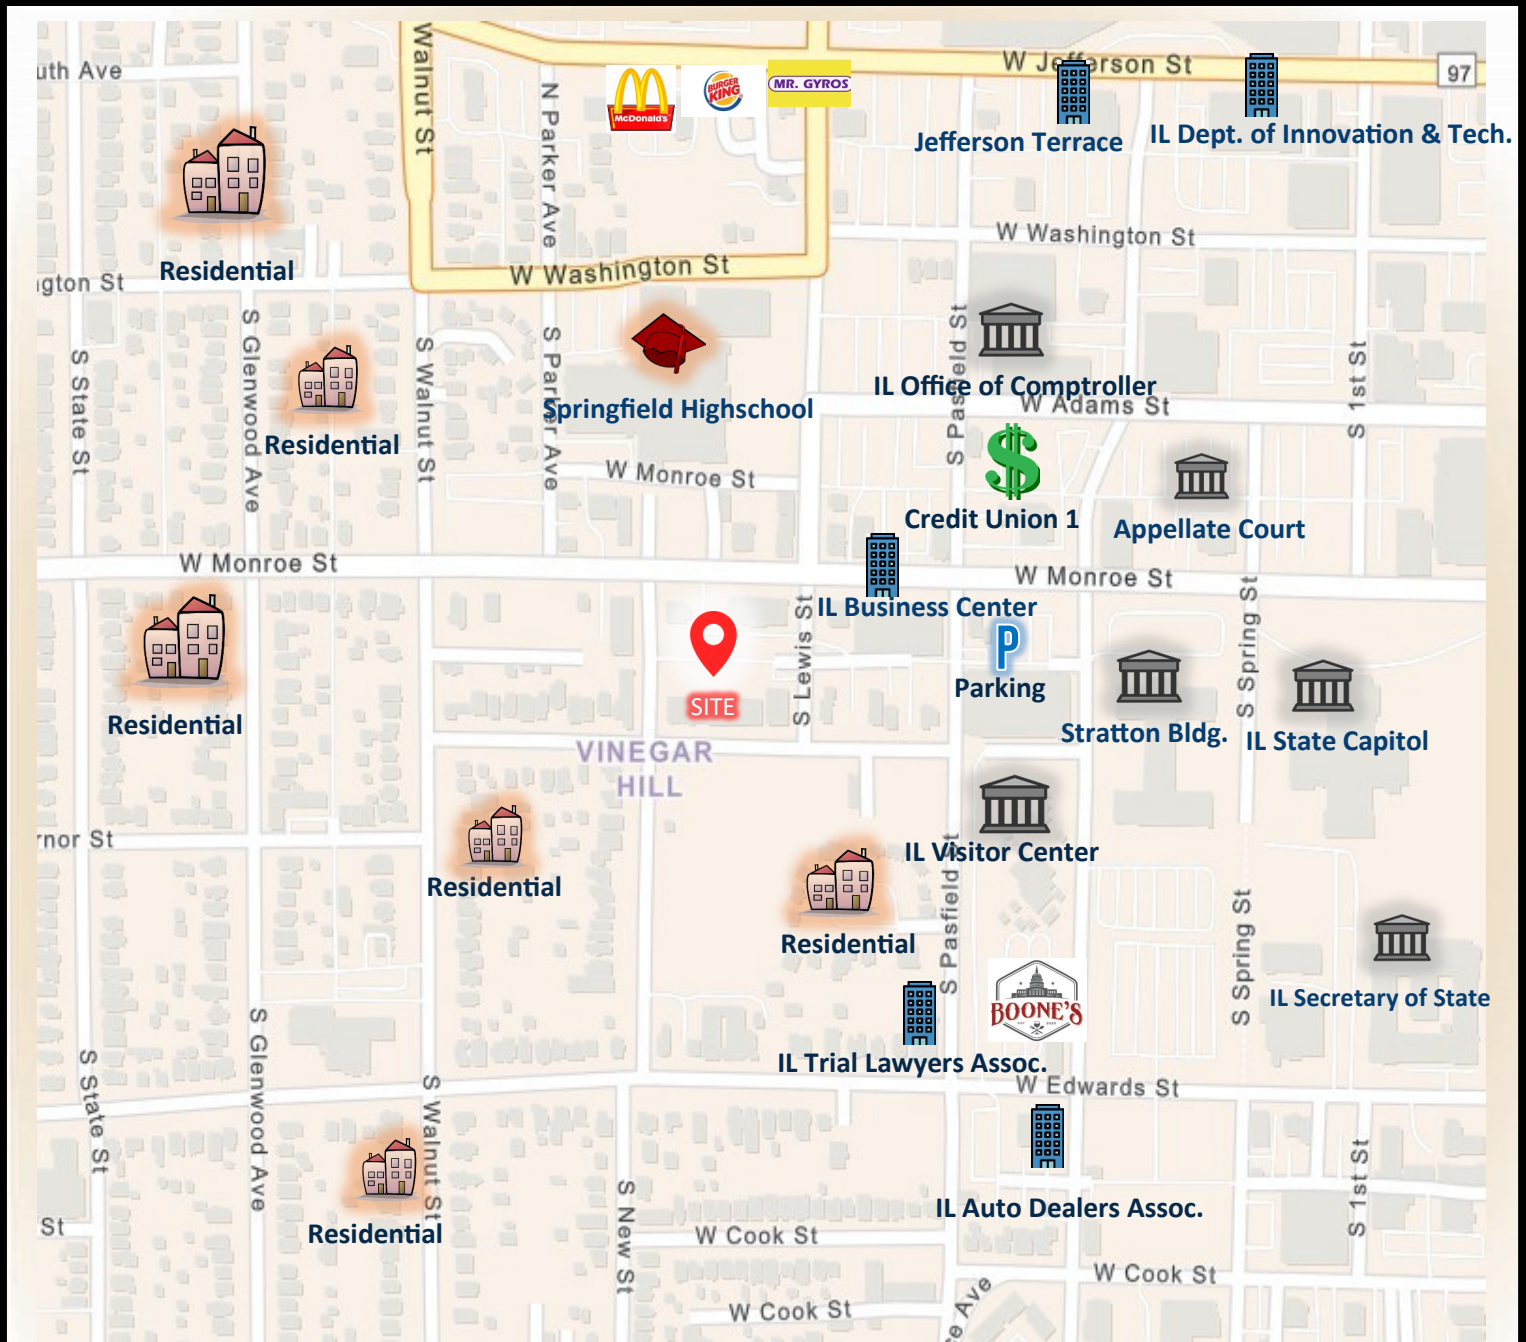 uth Ave
Walnut St
N Parker Ave
McDonald's
BURGER
KING
MR. GYROS
W Jefferson St
97
Jefferson Terrace
IL Dept. of Innovation & Tech.
Residential
W Washington St
W Washington St
gton St
S State St
S Glenwood Ave
Residential
S Walnut St
S Parker Ave
Springfield Highschool
S Pasfield St
IL Office of Comptroller
W Adams St
S 1st St
W Monroe St
Credit Union 1
Appellate Court
W Monroe St
W Monroe St
IL Business Center
S Lewis St
S Spring St
P
Parking
SITE
Residential
Stratton Bldg.
IL State Capitol
VINEGAR
HILL
rnor St
Residential
IL Visitor Center
Residential
S Pasfield St
S Spring St
BOONE'S
IL Secretary of State
IL Trial Lawyers Assoc.
W Edwards St
S State St
S Glenwood Ave
S Walnut St
Residential
IL Auto Dealers Assoc.
S New St
S 1st St
St
W Cook St
W Cook St
W Cook St
se Ave